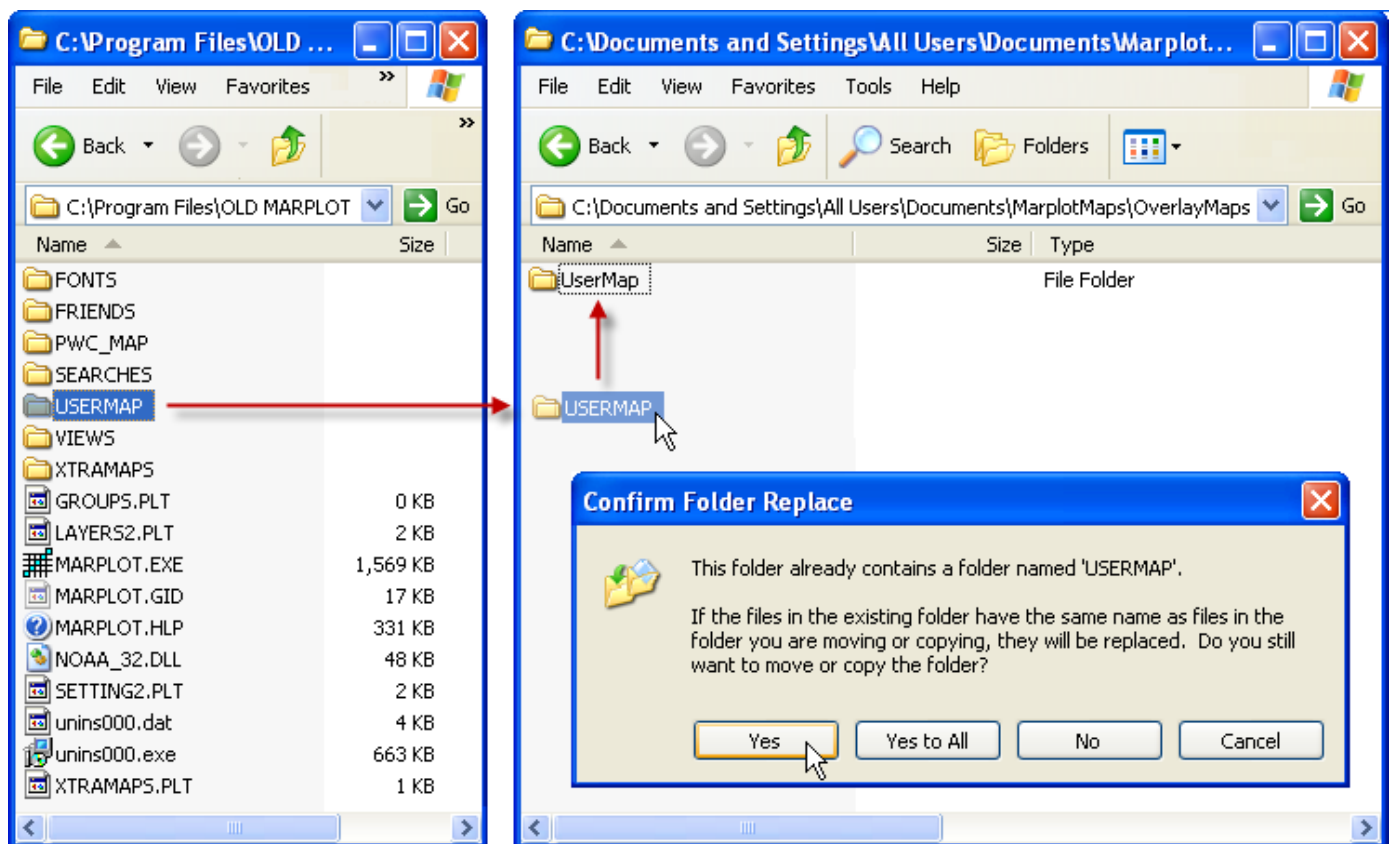 C:\Program Files\OLD ...
File Edit View Favorites »
Back »
C:\Program Files\OLD MARPLOT Go
Name Size
FONTS
FRIENDS
PWC_MAP
SEARCHES
USERMAP
VIEWS
XTRAMAPS
GROUPS.PLT 0 KB
LAYERS2.PLT 2 KB
MARPLOT.EXE 1,569 KB
MARPLOT.GID 17 KB
MARPLOT.HLP 331 KB
NOAA_32.DLL 48 KB
SETTING2.PLT 2 KB
unins000.dat 4 KB
unins000.exe 663 KB
XTRAMAPS.PLT 1 KB
C:\Documents and Settings\All Users\Documents\Marplot...
File Edit View Favorites Tools Help
Back Search Folders
C:\Documents and Settings\All Users\Documents\MarplotMaps\OverlayMaps Go
Name Size Type
UserMap File Folder
USERMAP
Confirm Folder Replace
This folder already contains a folder named 'USERMAP'.
If the files in the existing folder have the same name as files in the
folder you are moving or copying, they will be replaced. Do you still
want to move or copy the folder?
Yes Yes to All No Cancel